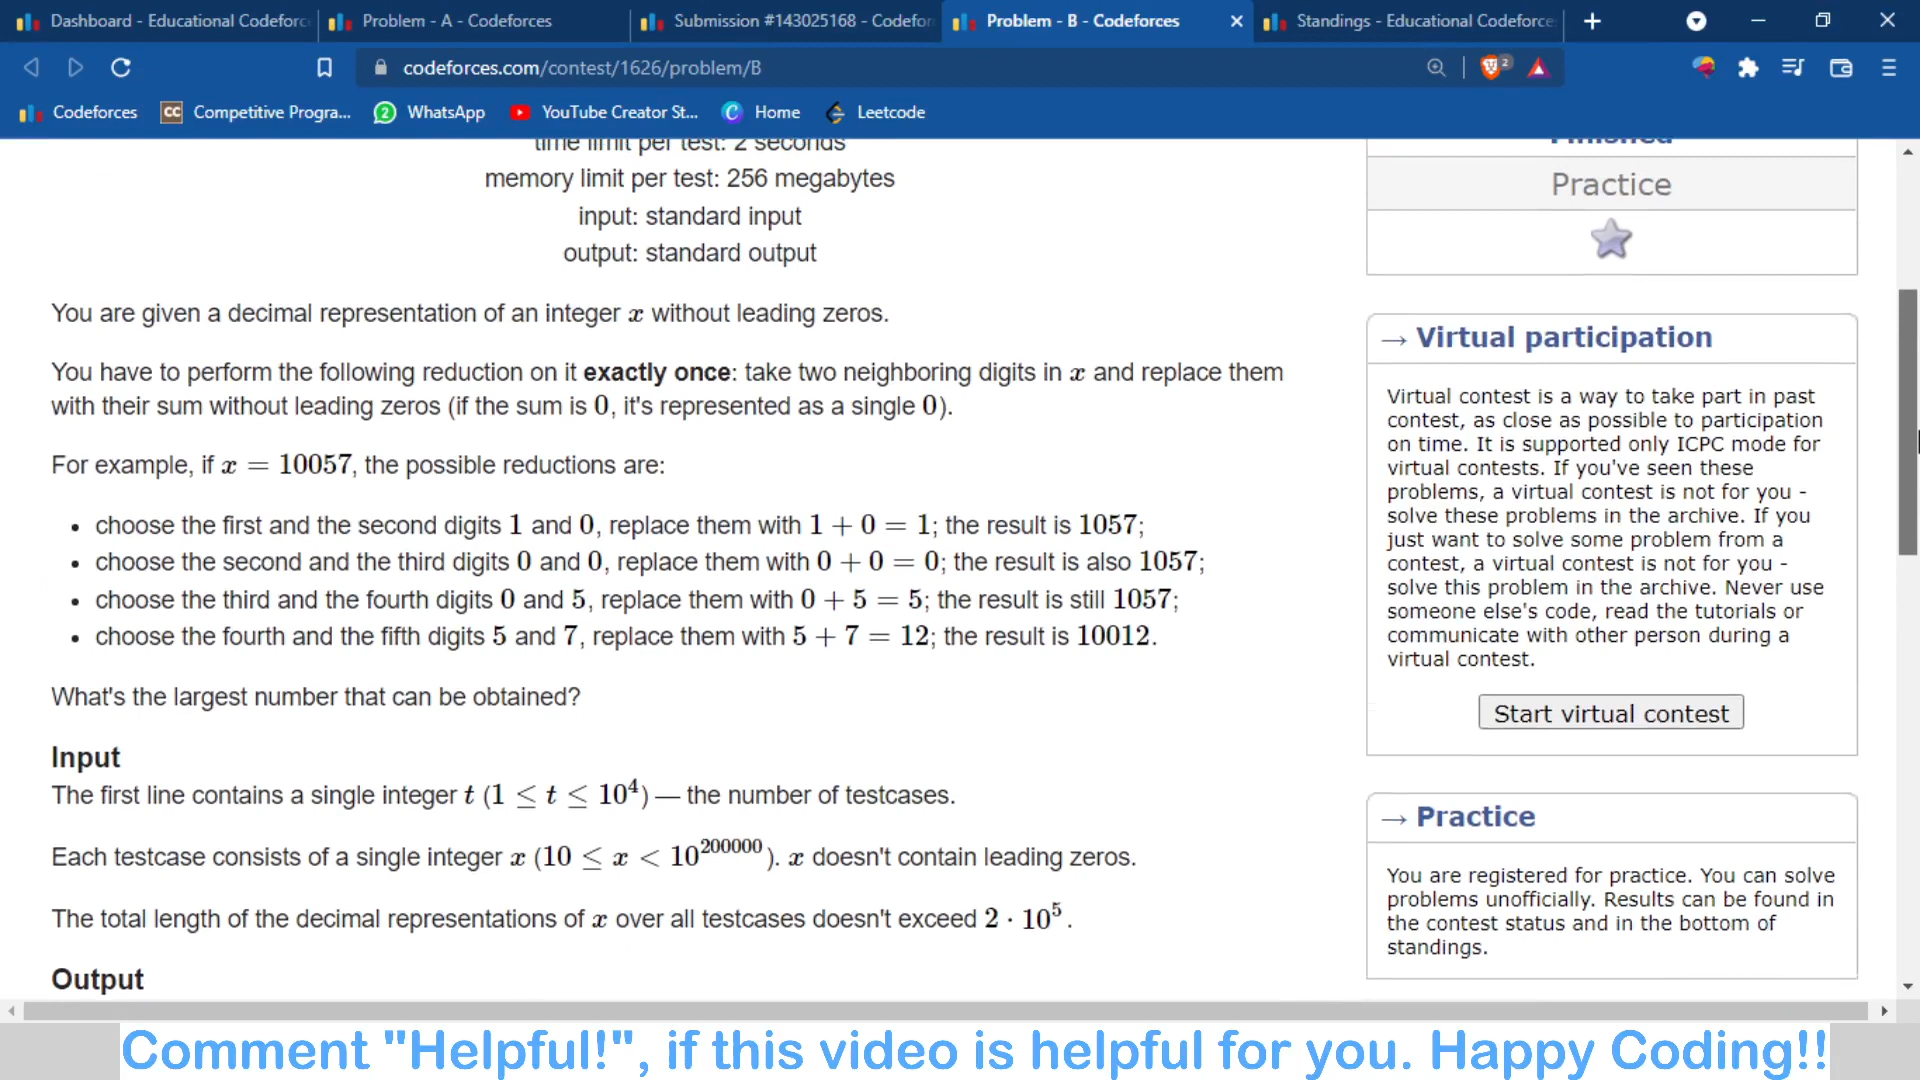 Dashboard - Educational Codeforc
Problem - A - Codeforces
Submission #143025168 - Codefor
Problem - B - Codeforces
Standings - Educational Codeforce
codeforces.com/contest/1626/problem/B
2
Codeforces
CC Competitive Progra...
2 WhatsApp
YouTube Creator St...
Home
Leetcode
time limit per test: 2 seconds
memory limit per test: 256 megabytes
input: standard input
output: standard output
You are given a decimal representation of an integer x without leading zeros.
You have to perform the following reduction on it exactly once: take two neighboring digits in x and replace them
with their sum without leading zeros (if the sum is 0, it's represented as a single 0).
For example, if x = 10057, the possible reductions are:
• choose the first and the second digits 1 and 0, replace them with 1 + 0 = 1; the result is 1057;
• choose the second and the third digits 0 and 0, replace them with 0 + 0 = 0; the result is also 1057;
• choose the third and the fourth digits 0 and 5, replace them with 0 + 5 = 5; the result is still 1057;
• choose the fourth and the fifth digits 5 and 7, replace them with 5 + 7 = 12; the result is 10012.
What's the largest number that can be obtained?
Input
The first line contains a single integer t (1 ≤ t ≤ 10^4) — the number of testcases.
Each testcase consists of a single integer x (10 ≤ x < 10^200000). x doesn't contain leading zeros.
The total length of the decimal representations of x over all testcases doesn't exceed 2 · 10^5.
Output
Finished
Practice
→ Virtual participation
Virtual contest is a way to take part in past
contest, as close as possible to participation
on time. It is supported only ICPC mode for
virtual contests. If you've seen these
problems, a virtual contest is not for you -
solve these problems in the archive. If you
just want to solve some problem from a
contest, a virtual contest is not for you -
solve this problem in the archive. Never use
someone else's code, read the tutorials or
communicate with other person during a
virtual contest.
Start virtual contest
→ Practice
You are registered for practice. You can solve
problems unofficially. Results can be found in
the contest status and in the bottom of
standings.
Comment "Helpful!", if this video is helpful for you. Happy Coding!!